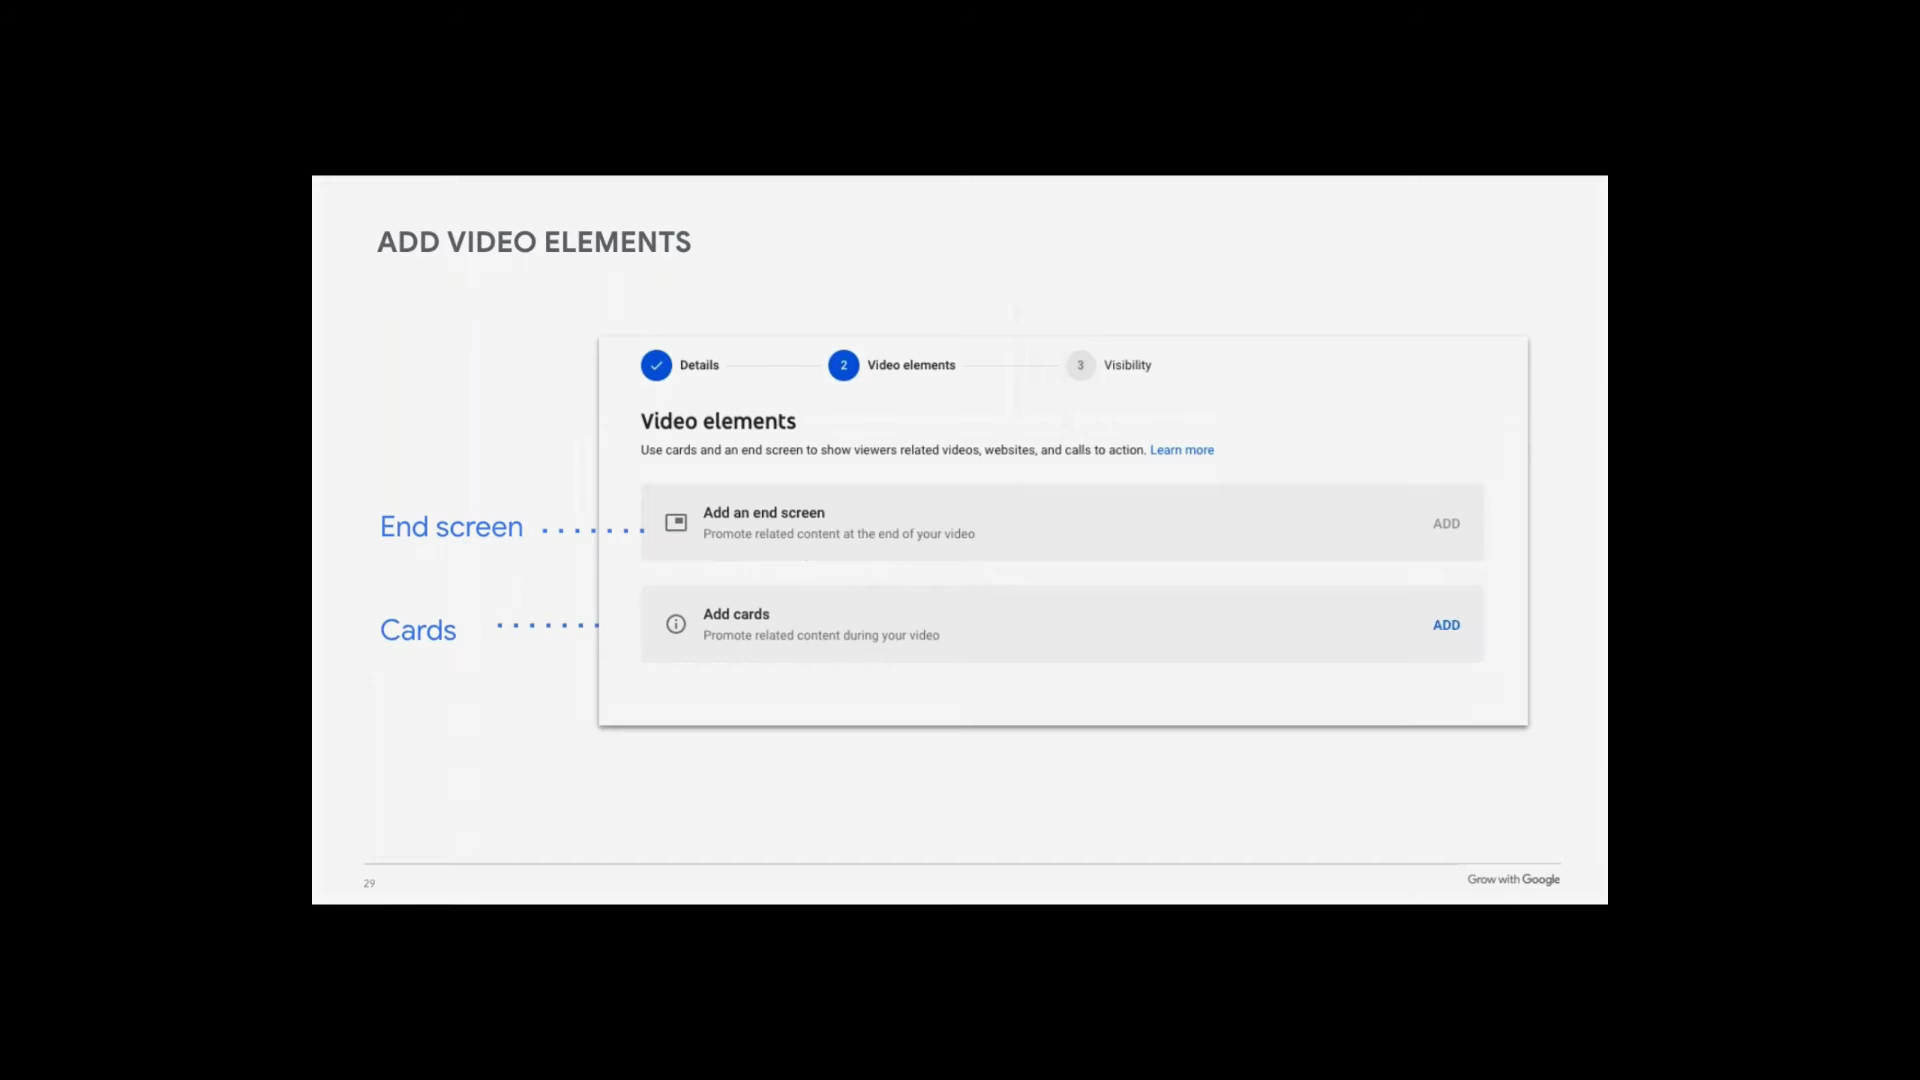 ADD VIDEO ELEMENTS
Details
2 Video elements
3 Visibility
Video elements
Use cards and an end screen to show viewers related videos, websites, and calls to action. Learn more
End screen
Add an end screen
Promote related content at the end of your video
ADD
Cards
Add cards
Promote related content during your video
ADD
29
Grow with Google